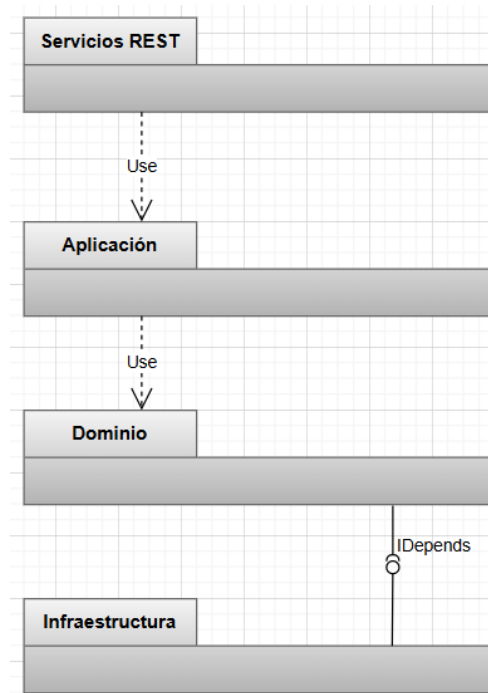 Servicios REST
Use
Aplicación
Use
Dominio
IDepends
Infraestructura